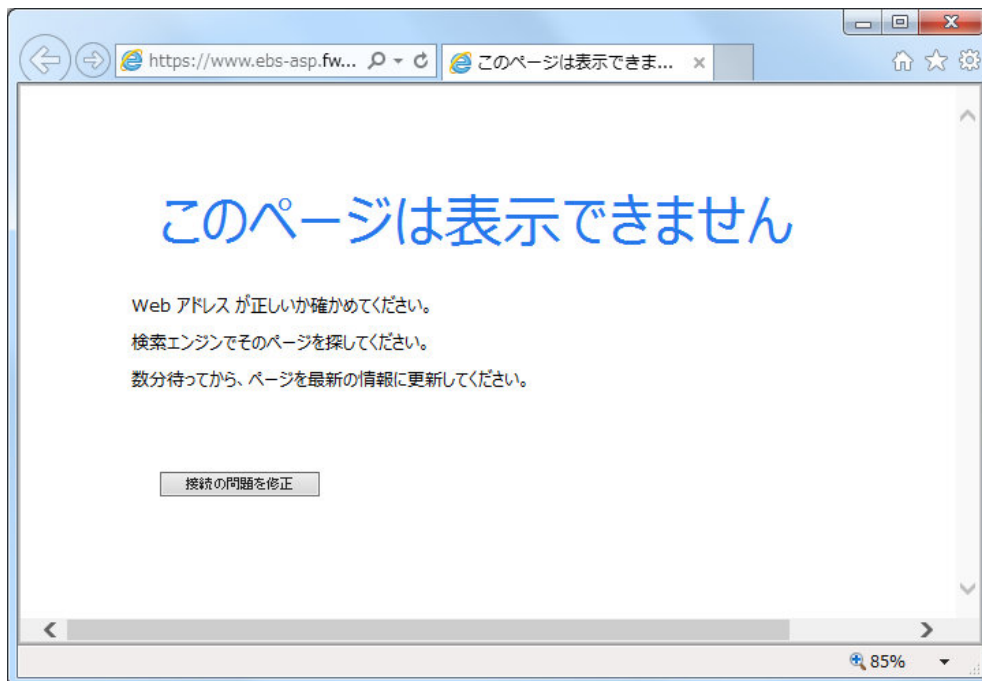 https://www.ebs-asp.fw...
このページは表示できま...
このページは表示できません
Web アドレス が正しいか確かめてください。
検索エンジンでそのページを探してください。
数分待ってから、ページを最新の情報に更新してください。
接続の問題を修正
85%